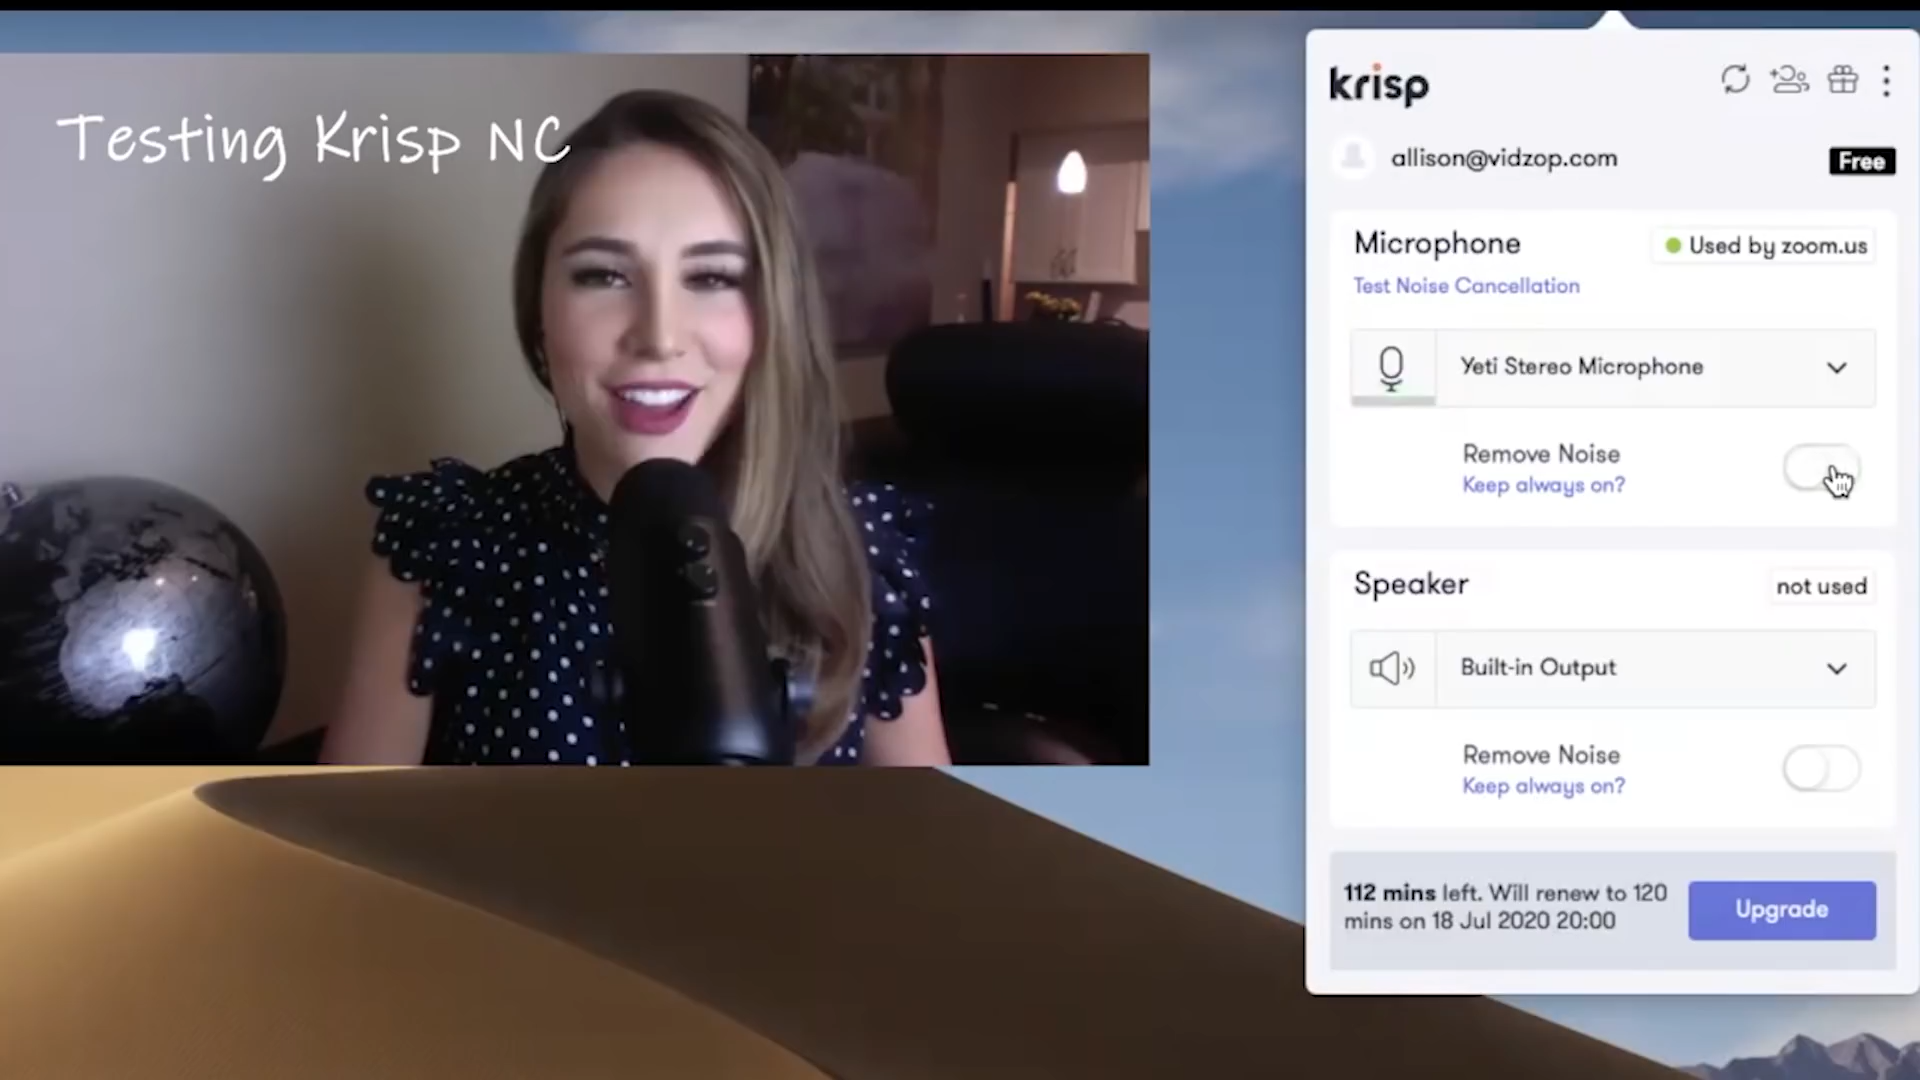 Testing Krisp NC
krisp
allison@vidzop.com
Free
Microphone
Used by zoom.us
Test Noise Cancellation
Yeti Stereo Microphone
Remove Noise
Keep always on?
Speaker
not used
Built-in Output
Remove Noise
Keep always on?
112 mins left. Will renew to 120
mins on 18 Jul 2020 20:00
Upgrade